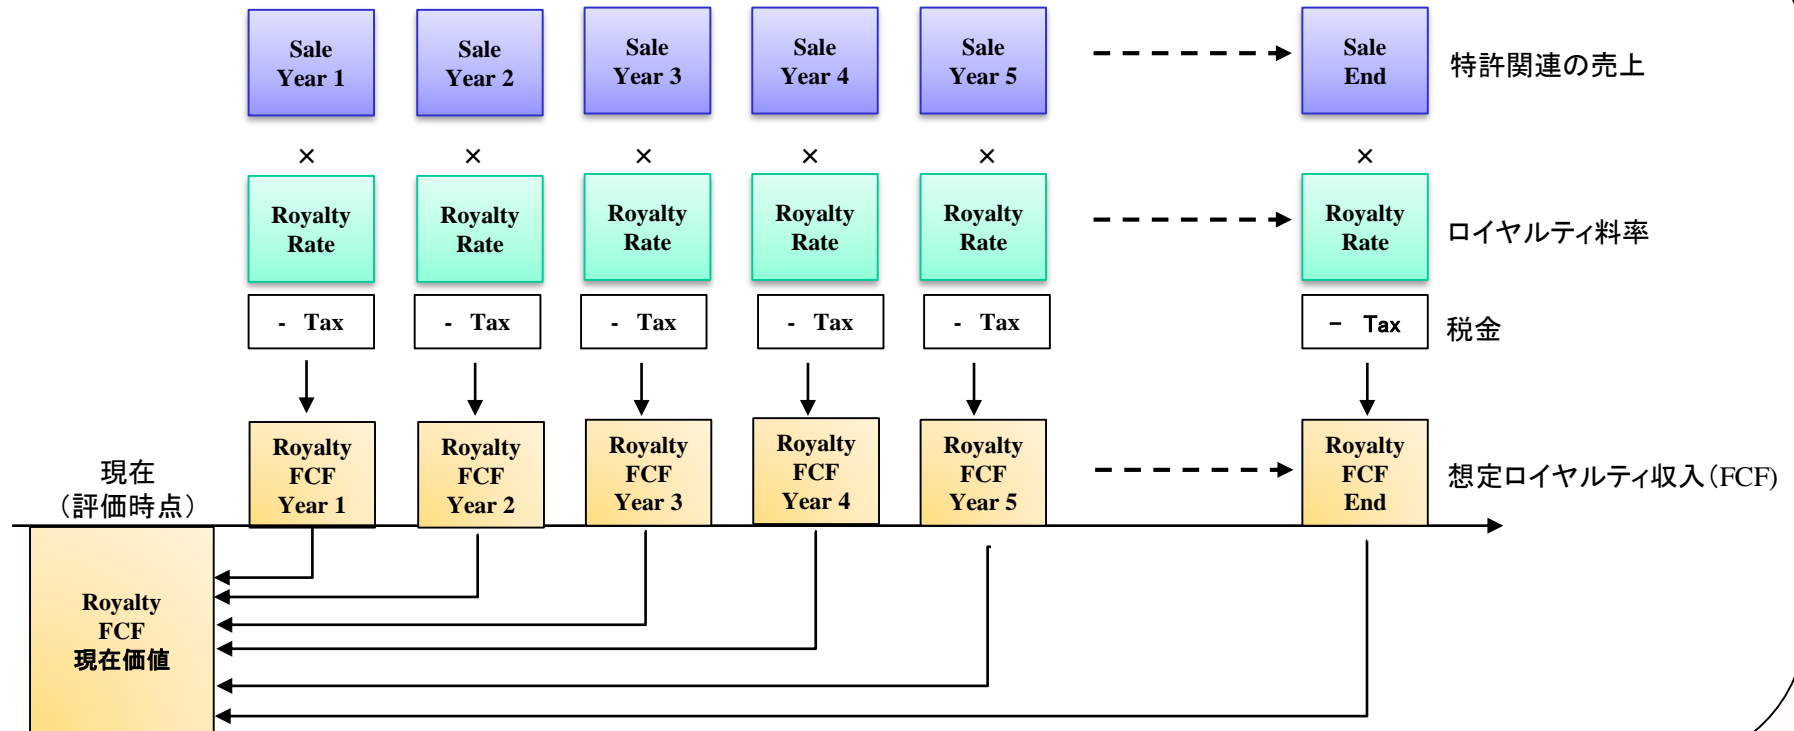 Sale
Year 1
Sale
Year 2
Sale
Year 3
Sale
Year 4
Sale
Year 5
Sale
End
特許関連の売上
×
×
×
×
×
×
Royalty
Rate
Royalty
Rate
Royalty
Rate
Royalty
Rate
Royalty
Rate
Royalty
Rate
ロイヤルティ料率
- Tax
- Tax
- Tax
- Tax
- Tax
− Tax
税金
Royalty
FCF
Year 1
Royalty
FCF
Year 2
Royalty
FCF
Year 3
Royalty
FCF
Year 4
Royalty
FCF
Year 5
Royalty
FCF
End
想定ロイヤルティ収入(FCF)
現在
(評価時点)
Royalty
FCF
現在価値